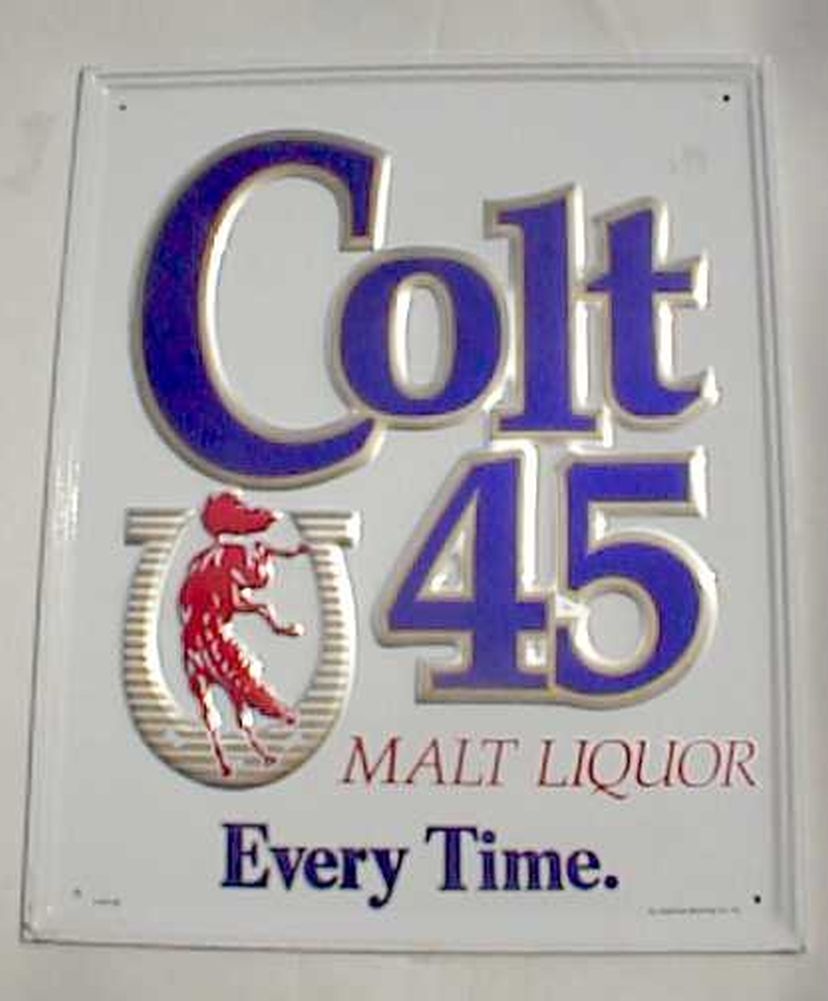 Colt
45
MALT LIQUOR
Every Time.